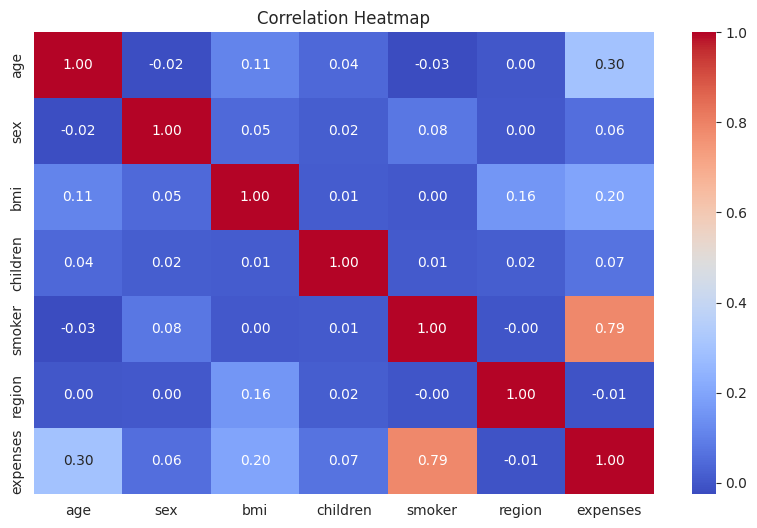 Correlation Heatmap
age 1.00 -0.02 0.11 0.04 -0.03 0.00 0.30
sex -0.02 1.00 0.05 0.02 0.08 0.00 0.06
bmi 0.11 0.05 1.00 0.01 0.00 0.16 0.20
children 0.04 0.02 0.01 1.00 0.01 0.02 0.07
smoker -0.03 0.08 0.00 0.01 1.00 -0.00 0.79
region 0.00 0.00 0.16 0.02 -0.00 1.00 -0.01
expenses 0.30 0.06 0.20 0.07 0.79 -0.01 1.00
age sex bmi children smoker region expenses
1.0
0.8
0.6
0.4
0.2
0.0